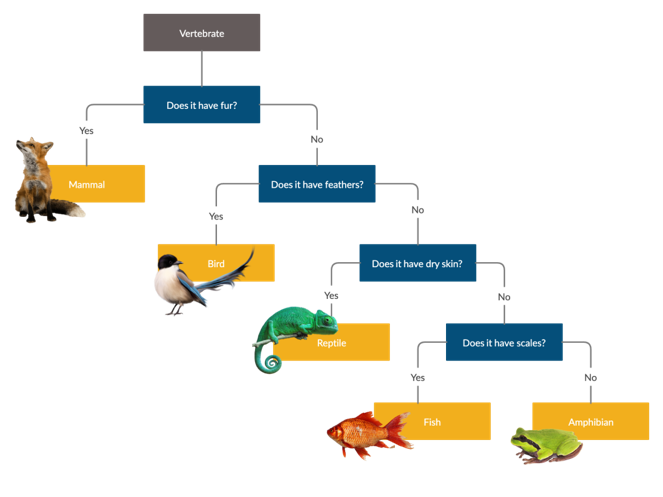 Vertebrate
Does it have fur?
Yes
No
Mammal
Does it have feathers?
Yes
No
Bird
Does it have dry skin?
Yes
No
Reptile
Does it have scales?
Yes
No
Fish
Amphibian